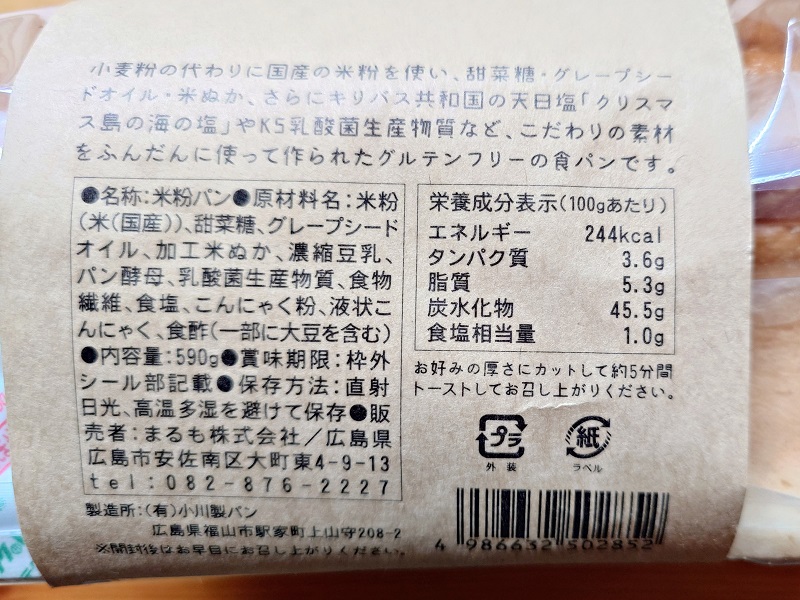 小麦粉の代わりに国産の米粉を使い、甜菜糖・グレープシー
ドオイル・米ぬか、さらにキリバス共和国の天日塩「クリスマ
ス島の海の塩」やKS乳酸菌生産物質など、こだわりの素材
をふんだんに使って作られたグルテンフリーの食パンです。
●名称：米粉パン●原材料名：米粉
(米(国産))、甜菜糖、グレープシード
オイル、加工米ぬか、濃縮豆乳、
パン酵母、乳酸菌生産物質、食物
繊維、食塩、こんにゃく粉、液状こ
んにゃく、食酢(一部に大豆を含む)
●内容量：590g●賞味期限：枠外
シール部記載●保存方法：直射
日光、高温多湿を避けて保存●販
売者：まるも株式会社／広島県
広島市安佐南区大町東4-9-13
tel：082-876-2227
製造所：(有)小川製パン
広島県福山市駅家町上山守208-2
※開封後はお早目にお召し上がりください。
栄養成分表示(100gあたり)
エネルギー 244kcal
タンパク質 3.6g
脂質 5.3g
炭水化物 45.5g
食塩相当量 1.0g
お好みの厚さにカットして約5分間
トーストしてお召し上がりください。
プラ 紙
外装 ラベル
4 986632 502852